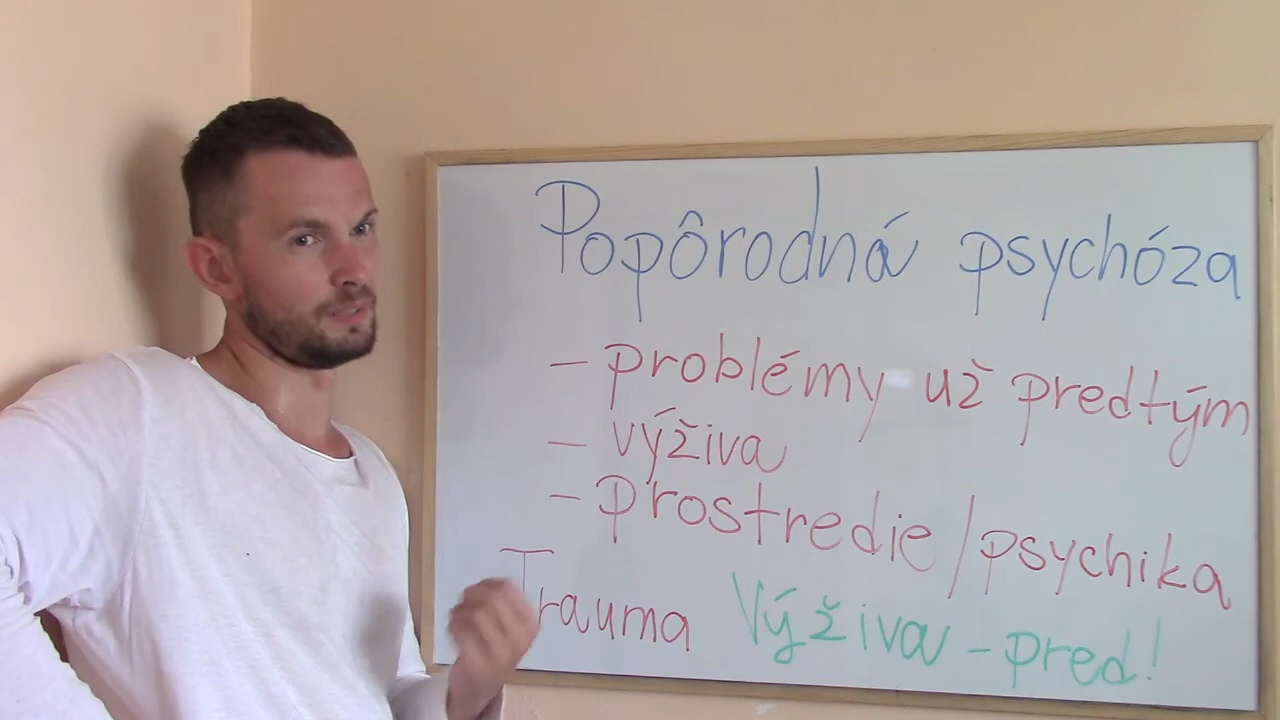 Popôrodná psychóza
- problémy už predtým
- výživa
- prostredie/psychika
Trauma Výživa - pred!